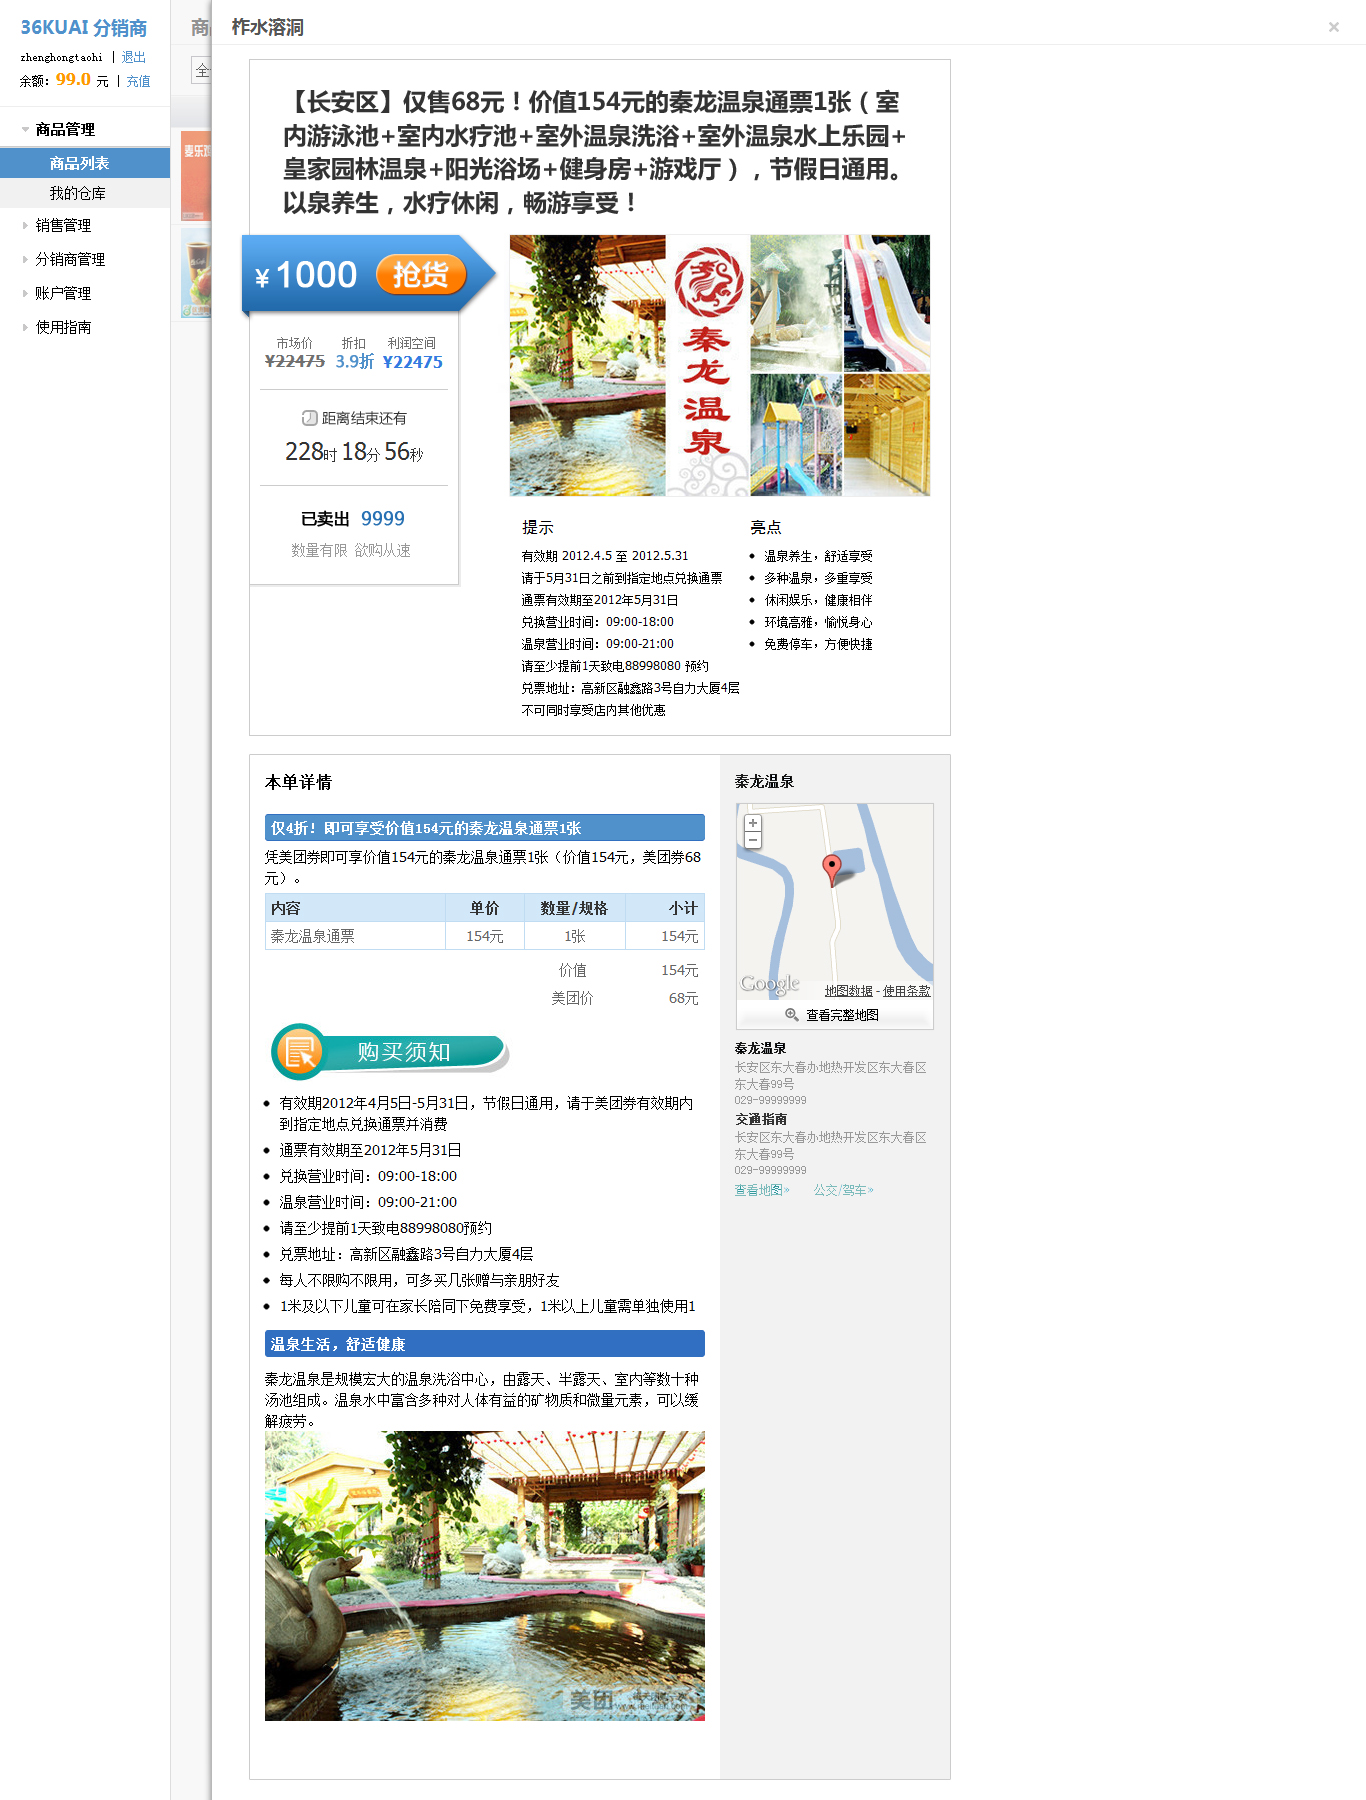 36KUAI 分销商
zhenghongtaohi | 退出
余额：99.0 元 | 充值
商品管理
商品列表
我的仓库
销售管理
分销商管理
账户管理
使用指南
商
全
麦乐鸡
柞水溶洞
×
【长安区】仅售68元！价值154元的秦龙温泉通票1张（室
内游泳池+室内水疗池+室外温泉洗浴+室外温泉水上乐园+
皇家园林温泉+阳光浴场+健身房+游戏厅），节假日通用。
以泉养生，水疗休闲，畅游享受！
¥ 1000 抢货
市场价 折扣 利润空间
¥22475 3.9折 ¥22475
距离结束还有
228时 18分 56秒
已卖出 9999
数量有限 欲购从速
秦龙温泉
提示
有效期 2012.4.5 至 2012.5.31
请于5月31日之前到指定地点兑换通票
通票有效期至2012年5月31日
兑换营业时间：09:00-18:00
温泉营业时间：09:00-21:00
请至少提前1天致电88998080 预约
兑票地址：高新区融鑫路3号自力大厦4层
不可同时享受店内其他优惠
亮点
温泉养生，舒适享受
多种温泉，多重享受
休闲娱乐，健康相伴
环境高雅，愉悦身心
免费停车，方便快捷
本单详情
仅4折！即可享受价值154元的秦龙温泉通票1张
凭美团券即可享价值154元的秦龙温泉通票1张（价值154元，美团券68
元）。
内容 单价 数量/规格 小计
秦龙温泉通票 154元 1张 154元
价值 154元
美团价 68元
购买须知
有效期2012年4月5日-5月31日，节假日通用，请于美团券有效期内
到指定地点兑换通票并消费
通票有效期至2012年5月31日
兑换营业时间：09:00-18:00
温泉营业时间：09:00-21:00
请至少提前1天致电88998080预约
兑票地址：高新区融鑫路3号自力大厦4层
每人不限购不限用，可多买几张赠与亲朋好友
1米及以下儿童可在家长陪同下免费享受，1米以上儿童需单独使用1
温泉生活，舒适健康
秦龙温泉是规模宏大的温泉洗浴中心，由露天、半露天、室内等数十种
汤池组成。温泉水中富含多种对人体有益的矿物质和微量元素，可以缓
解疲劳。
美团
秦龙温泉
+
−
Google
地图数据 - 使用条款
查看完整地图
秦龙温泉
长安区东大春办地热开发区东大春区
东大春99号
029-99999999
交通指南
长安区东大春办地热开发区东大春区
东大春99号
029-99999999
查看地图» 公交/驾车»